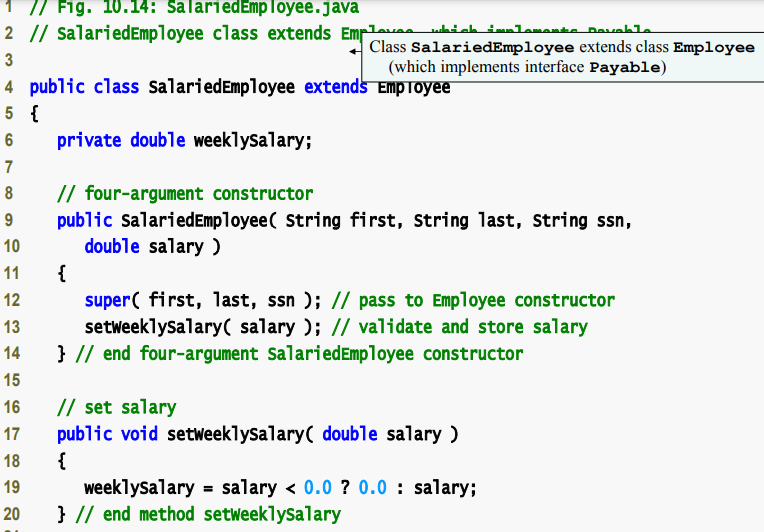 1 // Fig. 10.14: SalariedEmployee.java
2 // SalariedEmployee class extends Employee, which implements Payable.
Class SalariedEmployee extends class Employee
(which implements interface Payable)
3
4 public class SalariedEmployee extends Employee
5 {
6 private double weeklySalary;
7
8 // four-argument constructor
9 public SalariedEmployee( String first, String last, String ssn,
10 double salary )
11 {
12 super( first, last, ssn ); // pass to Employee constructor
13 setWeeklySalary( salary ); // validate and store salary
14 } // end four-argument SalariedEmployee constructor
15
16 // set salary
17 public void setWeeklySalary( double salary )
18 {
19 weeklySalary = salary < 0.0 ? 0.0 : salary;
20 } // end method setWeeklySalary